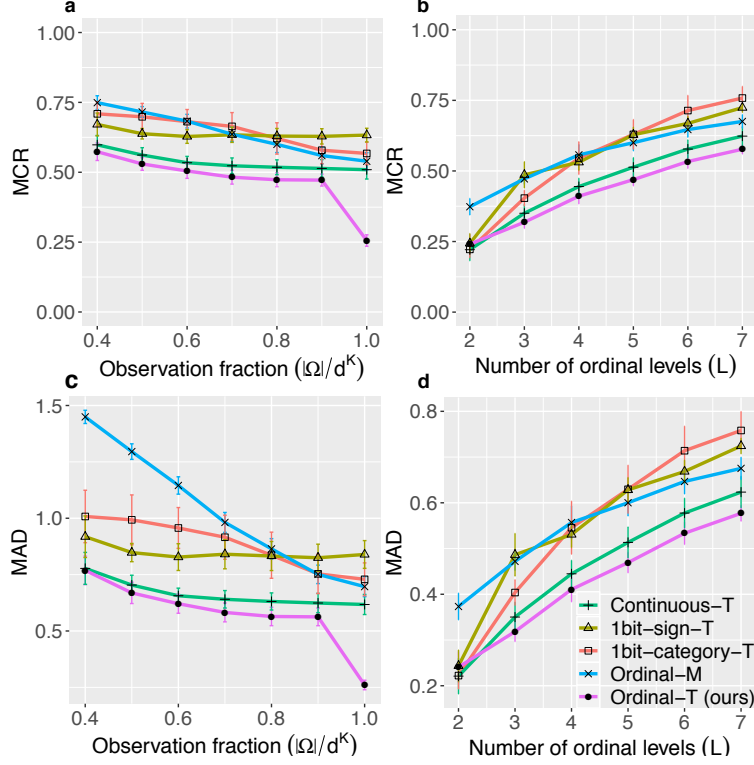 a
1.00
0.75
0.50
0.25
0.00
MCR
0.4
0.6
0.8
1.0
Observation fraction (|Ω|/d^K)
b
1.00
0.75
0.50
0.25
0.00
MCR
2
3
4
5
6
7
Number of ordinal levels (L)
c
1.5
1.0
0.5
MAD
0.4
0.6
0.8
1.0
Observation fraction (|Ω|/d^K)
d
0.8
0.6
0.4
0.2
MAD
Continuous−T
1bit−sign−T
1bit−category−T
Ordinal−M
Ordinal−T (ours)
2
3
4
5
6
7
Number of ordinal levels (L)